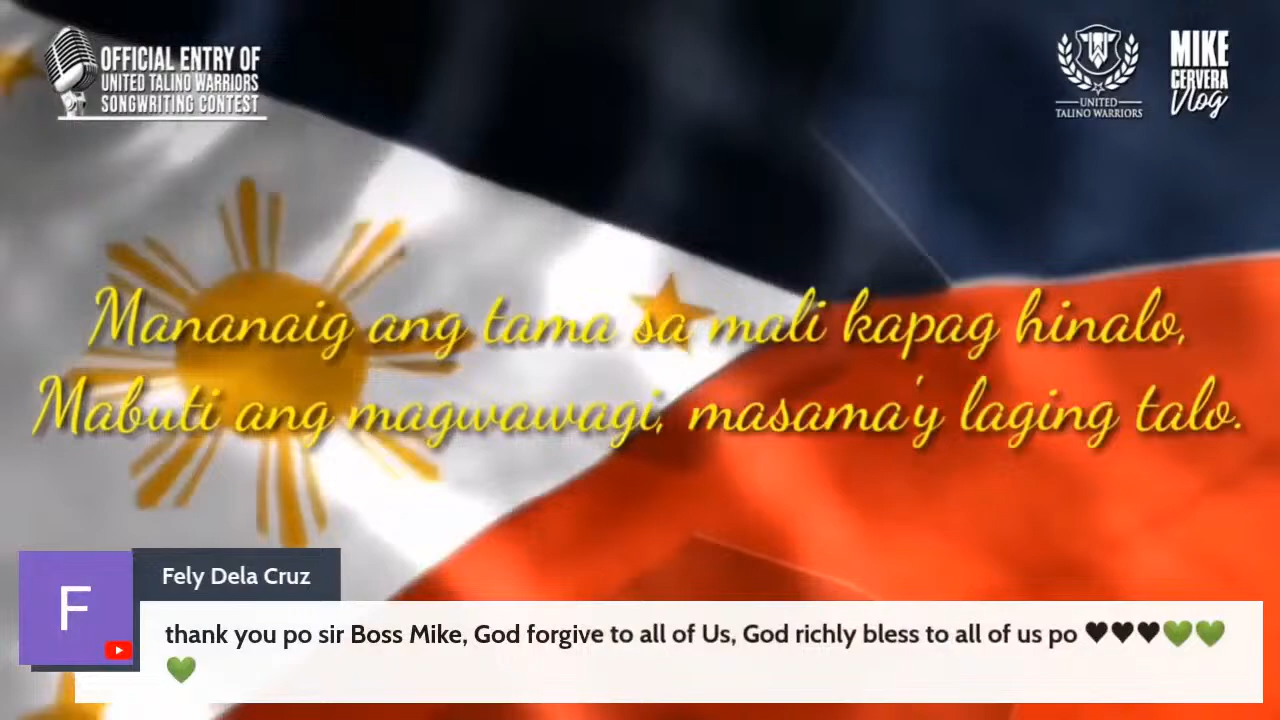 OFFICIAL ENTRY OF
UNITED TALINO WARRIORS
SONGWRITING CONTEST
UNITED
TALINO WARRIORS
MIKE
CERVERA
Vlog
Mananaig ang tama sa mali kapag hinalo,
Mabuti ang magwawagi, masama'y laging talo.
F
Fely Dela Cruz
thank you po sir Boss Mike, God forgive to all of Us, God richly bless to all of us po 🖤🖤🖤💚💚
💚